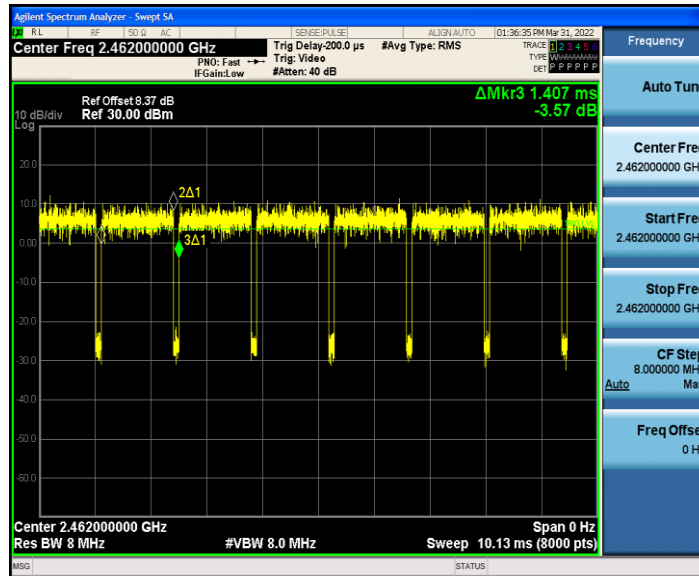 Agilent Spectrum Analyzer - Swept SA
RL RF 50 Ω AC SENSE:PULSE ALIGN AUTO 01:36:35 PM Mar 31, 2022
Center Freq 2.462000000 GHz
PNO: Fast
IFGain:Low
Trig Delay-200.0 µs
Trig: Video
#Atten: 40 dB
#Avg Type: RMS
TRACE 1 2 3 4 5 6
TYPE W
DET P P P P P P
ΔMkr3 1.407 ms
-3.57 dB
Ref Offset 8.37 dB
Ref 30.00 dBm
10 dB/div
Log
20.0
10.0
0.00
-10.0
-20.0
-30.0
-40.0
-50.0
-60.0
2Δ1
3Δ1
Center 2.462000000 GHz
Span 0 Hz
Res BW 8 MHz
#VBW 8.0 MHz
Sweep 10.13 ms (8000 pts)
MSG
STATUS
Frequency
Auto Tun
Center Fre
2.462000000 GH
Start Fre
2.462000000 GH
Stop Fre
2.462000000 GH
CF Ste
8.000000 MH
Auto Ma
Freq Offse
0 H